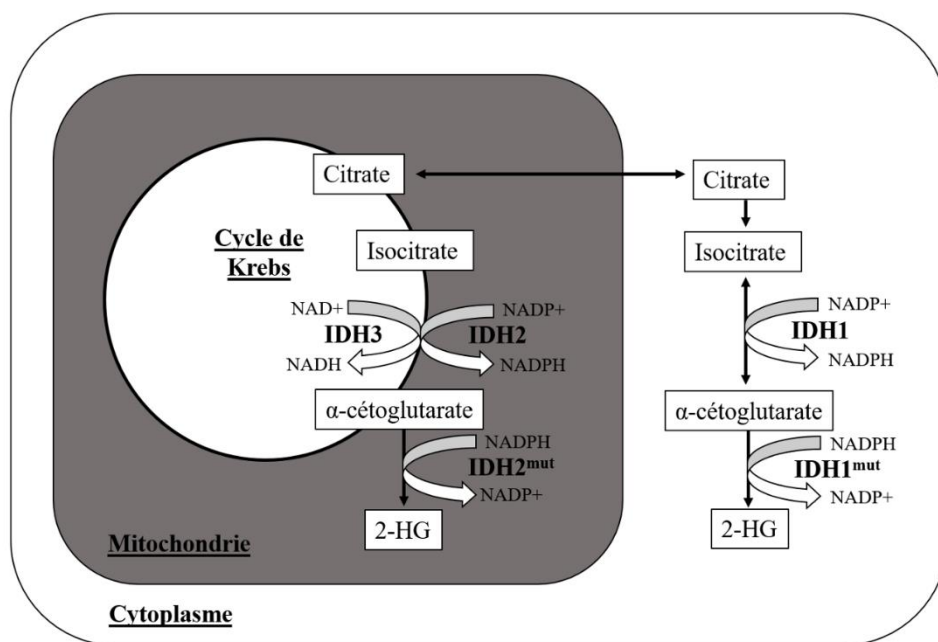 Citrate
Cycle de
Krebs
Isocitrate
NAD+
NADP+
IDH3
IDH2
NADH
NADPH
α-cétoglutarate
NADPH
IDH2mut
NADP+
2-HG
Mitochondrie
Cytoplasme
Citrate
Isocitrate
NADP+
IDH1
NADPH
α-cétoglutarate
NADPH
IDH1mut
NADP+
2-HG